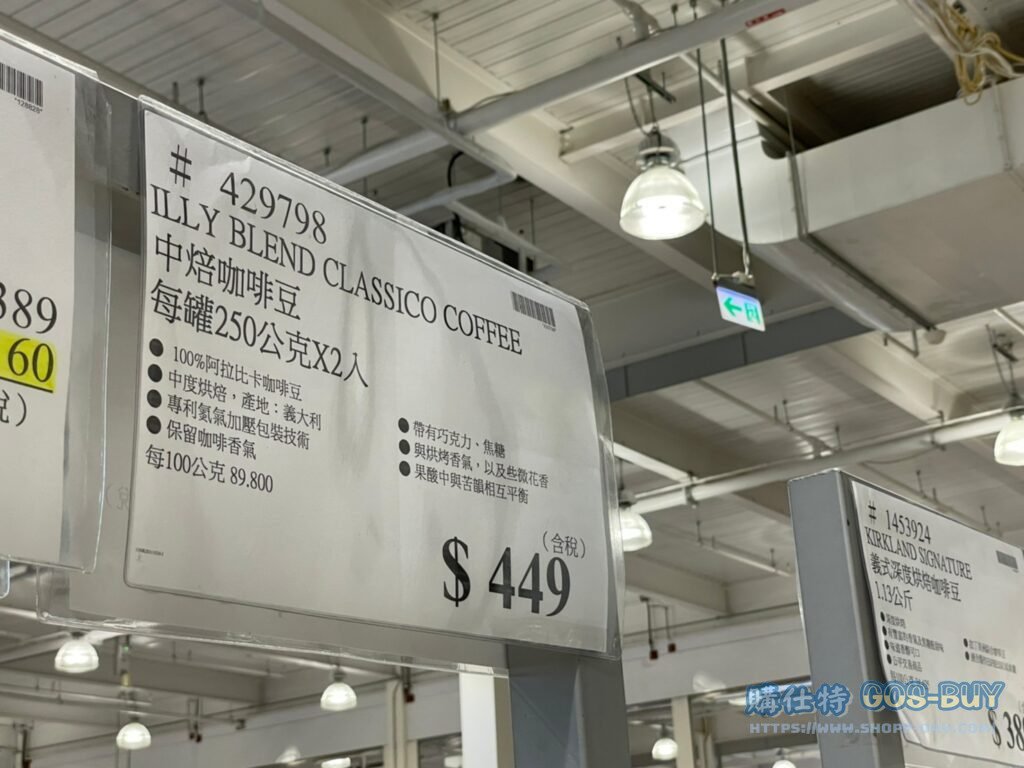 "128828"
889
60
稅）
# 429798
ILLY BLEND CLASSICO COFFEE
中焙咖啡豆
每罐250公克X2入
● 100%阿拉比卡咖啡豆
● 中度烘焙，產地：義大利
● 專利氦氣加壓包裝技術
● 保留咖啡香氣
每100公克 89.800
● 帶有巧克力，焦糖
● 與烘烤香氣，以及些微花香
● 果酸中與苦韻相互平衡
（含稅）
$ 449
# 1453924
KIRKLAND SIGNATURE
義式深度烘焙咖啡豆
1.13公斤
$ 38
購仕特 GOS-BUY